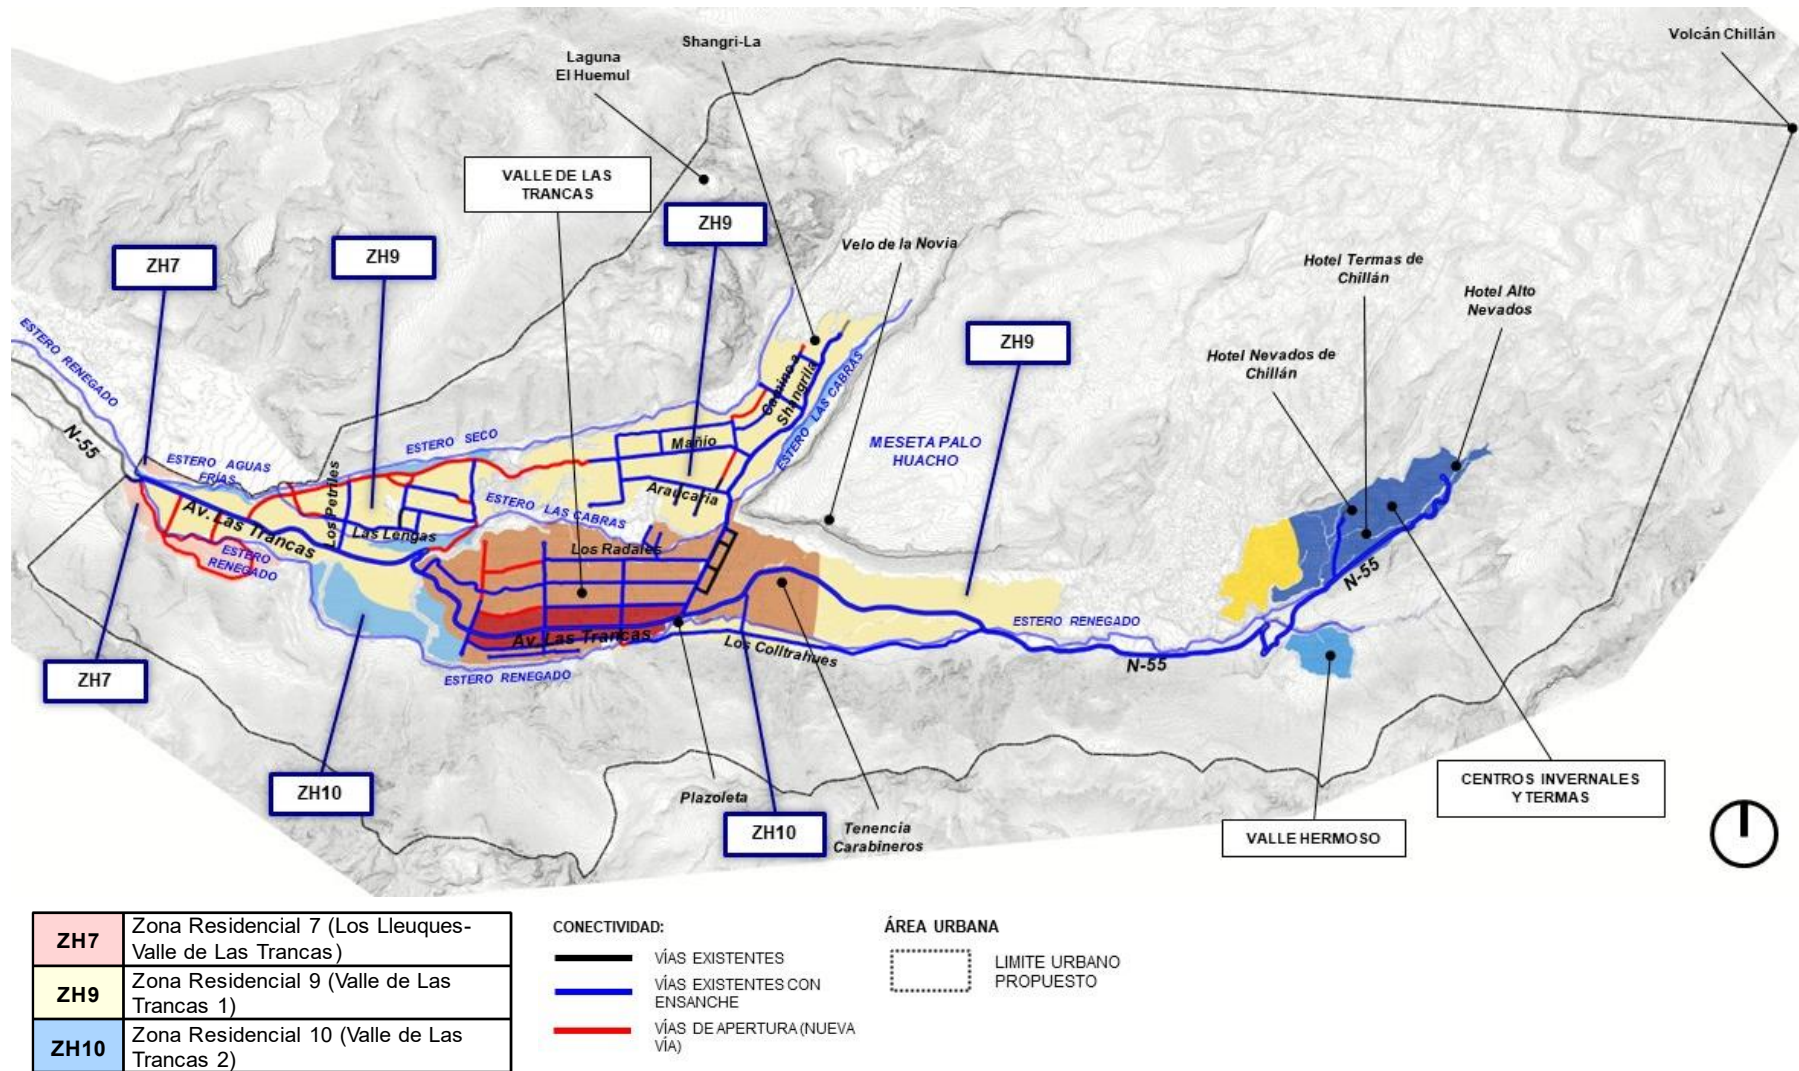 Volcán Chillán
Shangri-La
Laguna
El Huemul
VALLE DE LAS
TRANCAS
ZH9
Velo de la Novia
ZH7
ZH9
Hotel Termas de
Chillán
Hotel Alto
Nevados
ESTERO RENEGADO
ZH9
Hotel Nevados de
Chillán
Camino a
Shangrila
ESTERO LAS CABRAS
N-55
ESTERO SECO
Mañío
MESETA PALO
HUACHO
ESTERO AGUAS
FRÍAS
Los Petriles
Araucaria
ESTERO LAS CABRAS
Av. Las Trancas
Las Lengas
Los Radales
ESTERO
RENEGADO
N-55
ESTERO RENEGADO
Av. Las Trancas
Los Colltrahues
N-55
ZH7
ESTERO RENEGADO
ZH10
Plazoleta
ZH10
Tenencia
Carabineros
CENTROS INVERNALES
Y TERMAS
VALLE HERMOSO
ZH7
Zona Residencial 7 (Los Lleuques-
Valle de Las Trancas)
ZH9
Zona Residencial 9 (Valle de Las
Trancas 1)
ZH10
Zona Residencial 10 (Valle de Las
Trancas 2)
CONECTIVIDAD:
VÍAS EXISTENTES
VÍAS EXISTENTES CON
ENSANCHE
VÍAS DE APERTURA (NUEVA
VÍA)
ÁREA URBANA
LIMITE URBANO
PROPUESTO